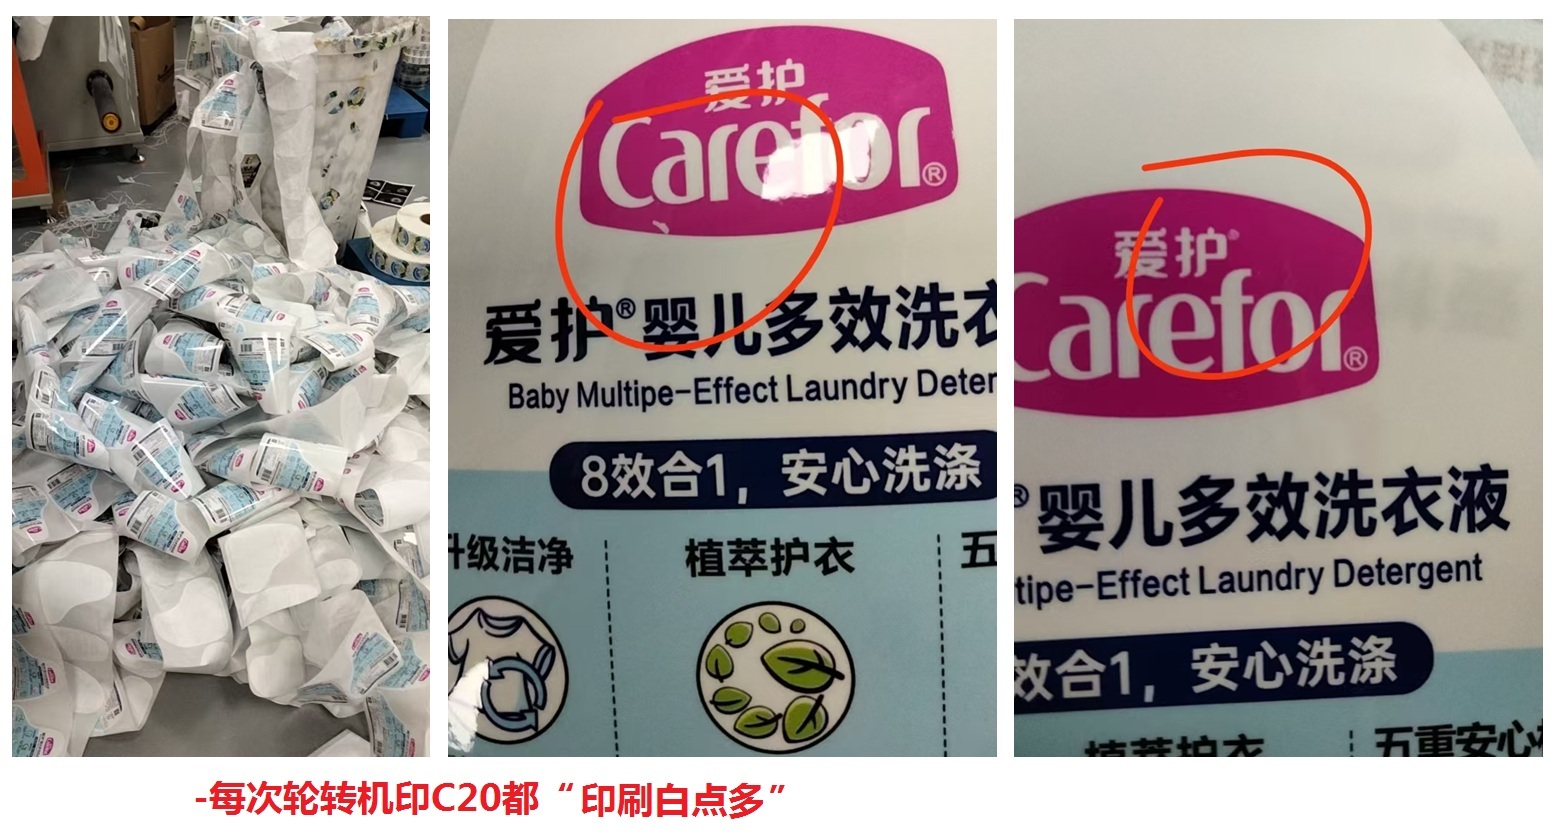 爱护
Carefor®
爱护®婴儿多效洗衣
Baby Multipe-Effect Laundry Deter
8效合1，安心洗涤
升级洁净
植萃护衣
五
爱护
Carefor®
®婴儿多效洗衣液
tipe-Effect Laundry Detergent
效合1，安心洗涤
植萃护衣
五重安心
-每次轮转机印C20都“印刷白点多”